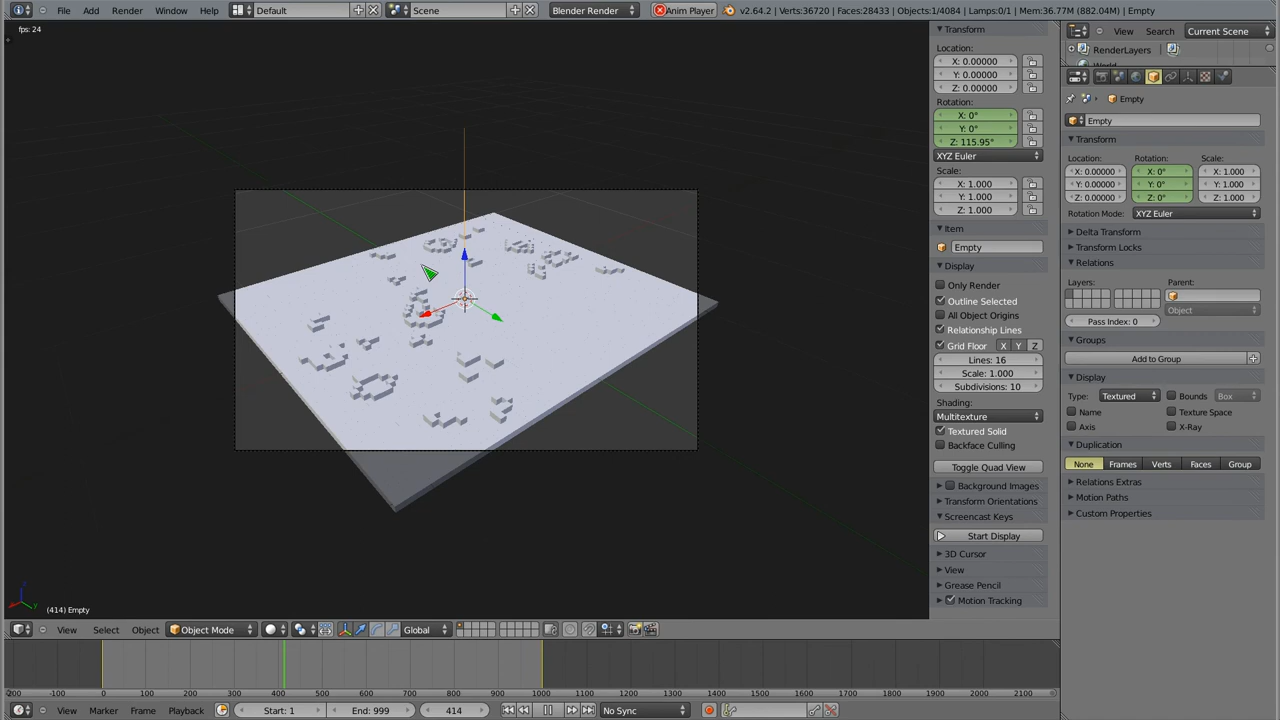 File Add Render Window Help Default Scene Blender Render Anim Player v2.64.2 | Verts:36720 | Faces:28433 | Objects:1/4084 | Lamps:0/1 | Mem:36.77M (882.04M) | Empty
fps: 24
Transform
Location:
X: 0.00000
Y: 0.00000
Z: 0.00000
Rotation:
X: 0°
Y: 0°
Z: 115.95°
XYZ Euler
Scale:
X: 1.000
Y: 1.000
Z: 1.000
Item
Empty
Display
Only Render
Outline Selected
All Object Origins
Relationship Lines
Grid Floor X Y Z
Lines: 16
Scale: 1.000
Subdivisions: 10
Shading:
Multitexture
Textured Solid
Backface Culling
Toggle Quad View
Background Images
Transform Orientations
Screencast Keys
Start Display
3D Cursor
View
Grease Pencil
Motion Tracking
View Search Current Scene
RenderLayers
Empty
Empty
Transform
Location: Rotation: Scale:
X: 0.00000 X: 0° X: 1.000
Y: 0.00000 Y: 0° Y: 1.000
Z: 0.00000 Z: 0° Z: 1.000
Rotation Mode: XYZ Euler
Delta Transform
Transform Locks
Relations
Layers: Parent:
Object
Pass Index: 0
Groups
Add to Group
Display
Type: Textured Bounds Box
Name Texture Space
Axis X-Ray
Duplication
None Frames Verts Faces Group
Relations Extras
Motion Paths
Custom Properties
(414) Empty
View Select Object Object Mode Global
-200 -100 0 100 200 300 400 500 600 700 800 900 1000 1100 1200 1300 1400 1500 1600 1700 1800 1900 2000 2100
View Marker Frame Playback Start: 1 End: 999 414 No Sync